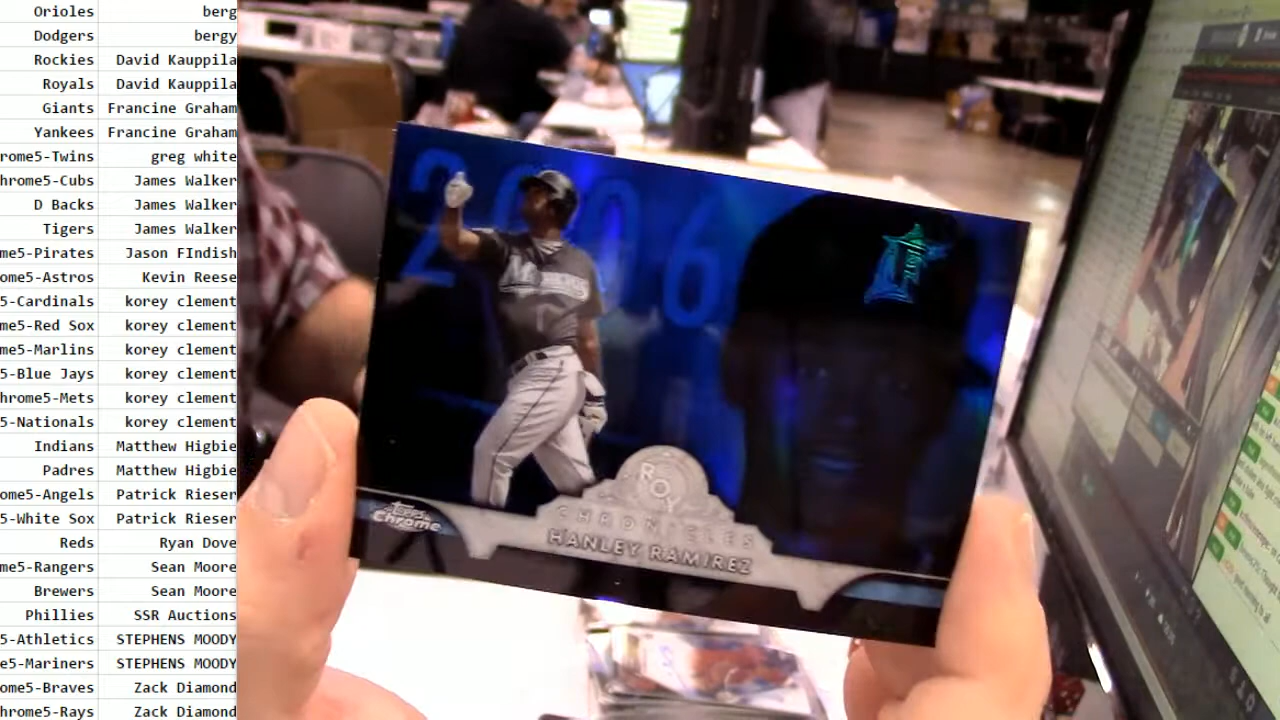 Orioles berg
Dodgers bergy
Rockies David Kauppila
Royals David Kauppila
Giants Francine Graham
Yankees Francine Graham
rome5-Twins greg white
hrome5-Cubs James Walker
D Backs James Walker
Tigers James Walker
me5-Pirates Jason FIndish
ome5-Astros Kevin Reese
5-Cardinals korey clement
me5-Red Sox korey clement
me5-Marlins korey clement
5-Blue Jays korey clement
hrome5-Mets korey clement
5-Nationals korey clement
Indians Matthew Higbie
Padres Matthew Higbie
ome5-Angels Patrick Rieser
5-White Sox Patrick Rieser
Reds Ryan Dove
me5-Rangers Sean Moore
Brewers Sean Moore
Phillies SSR Auctions
5-Athletics STEPHENS MOODY
e5-Mariners STEPHENS MOODY
ome5-Braves Zack Diamond
hrome5-Rays Zack Diamond
2006
Marlins
ROY
CHRONICLES
HANLEY RAMIREZ
Topps
Chrome